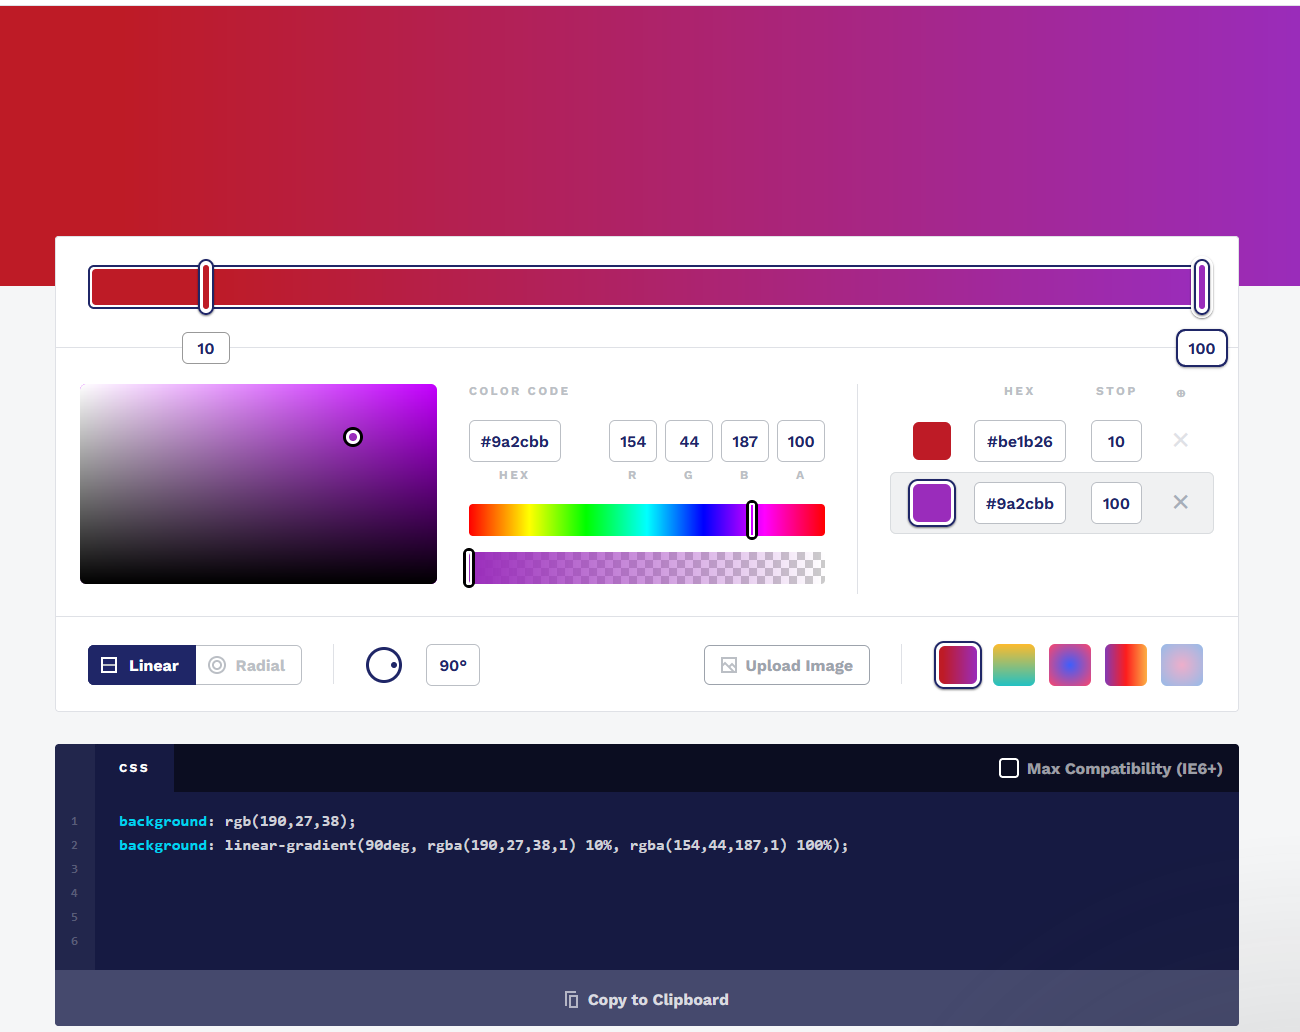 10
100
COLOR CODE
HEX STOP
#9a2cbb 154 44 187 100
#be1b26 10
HEX R G B A
#9a2cbb 100
Linear
Radial
90°
Upload Image
CSS
Max Compatibility (IE6+)
1 background: rgb(190,27,38);
2 background: linear-gradient(90deg, rgba(190,27,38,1) 10%, rgba(154,44,187,1) 100%);
3
4
5
6
Copy to Clipboard